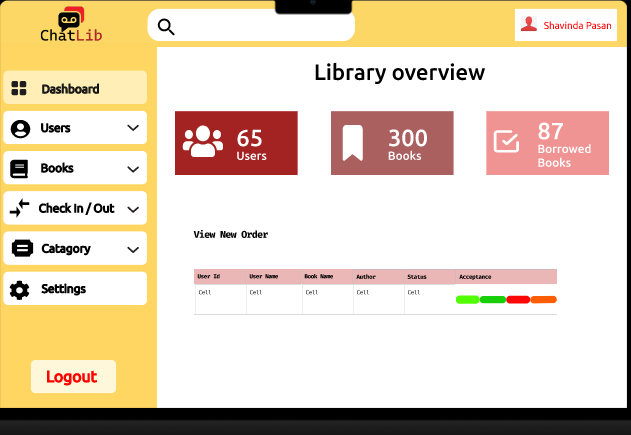 ChatLib
Shavinda Pasan
Library overview
Dashboard
Users
Books
Check In / Out
Catagory
Settings
Logout
65
Users
300
Books
87
Borrowed
Books
View New Order
User Id User Name Book Name Author Status Acceptance
Cell Cell Cell Cell Cell